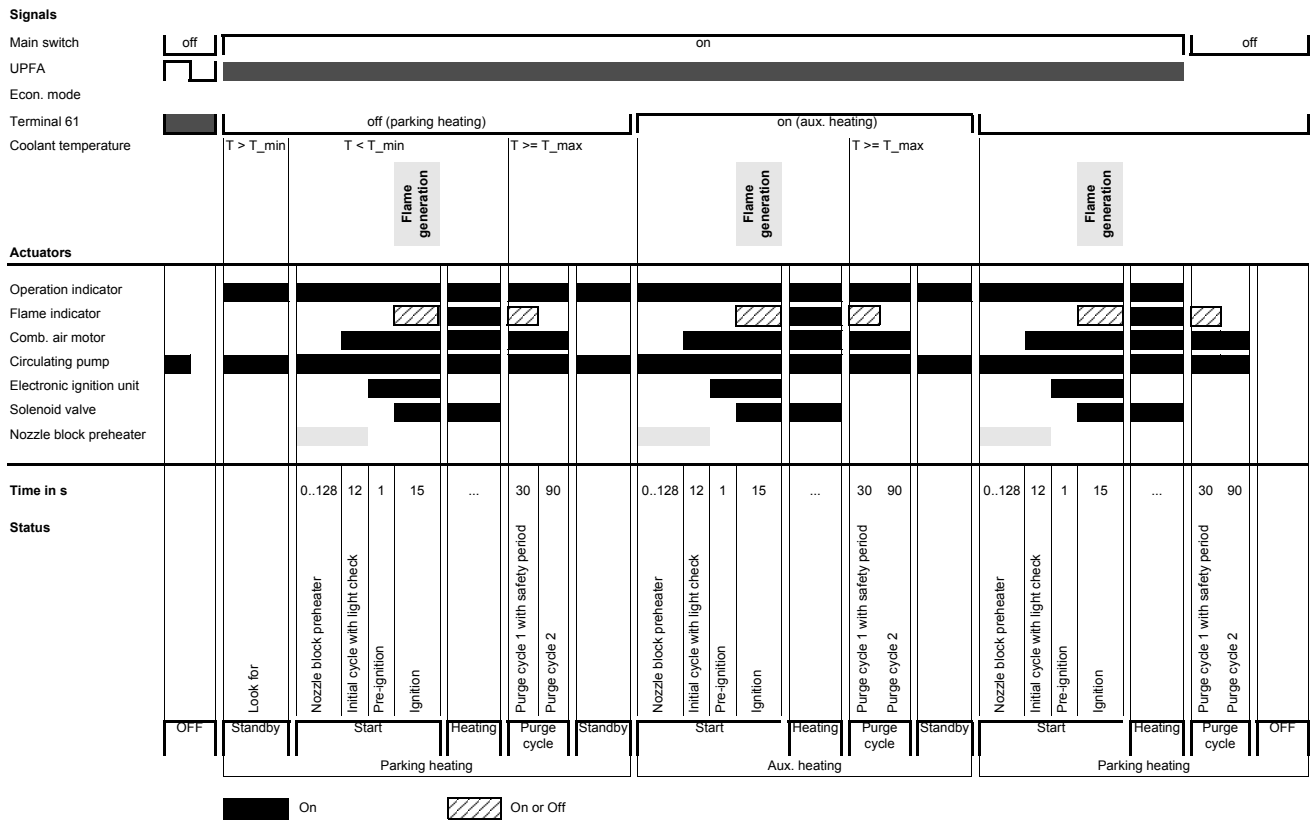 Signals
Main switch off on off
UPFA
Econ. mode
Terminal 61 off (parking heating) on (aux. heating)
Coolant temperature T > T_min T < T_min T >= T_max T >= T_max
Flame generation Flame generation Flame generation
Actuators
Operation indicator
Flame indicator
Comb. air motor
Circulating pump
Electronic ignition unit
Solenoid valve
Nozzle block preheater
Time in s 0..128 12 1 15 ... 30 90 0..128 12 1 15 ... 30 90 0..128 12 1 15 ... 30 90
Status
Look for
Nozzle block preheater
Initial cycle with light check
Pre-ignition
Ignition
Purge cycle 1 with safety period
Purge cycle 2
Nozzle block preheater
Initial cycle with light check
Pre-ignition
Ignition
Purge cycle 1 with safety period
Purge cycle 2
Nozzle block preheater
Initial cycle with light check
Pre-ignition
Ignition
Purge cycle 1 with safety period
Purge cycle 2
OFF Standby Start Heating Purge cycle Standby Start Heating Purge cycle Standby Start Heating Purge cycle OFF
Parking heating Aux. heating Parking heating
On On or Off